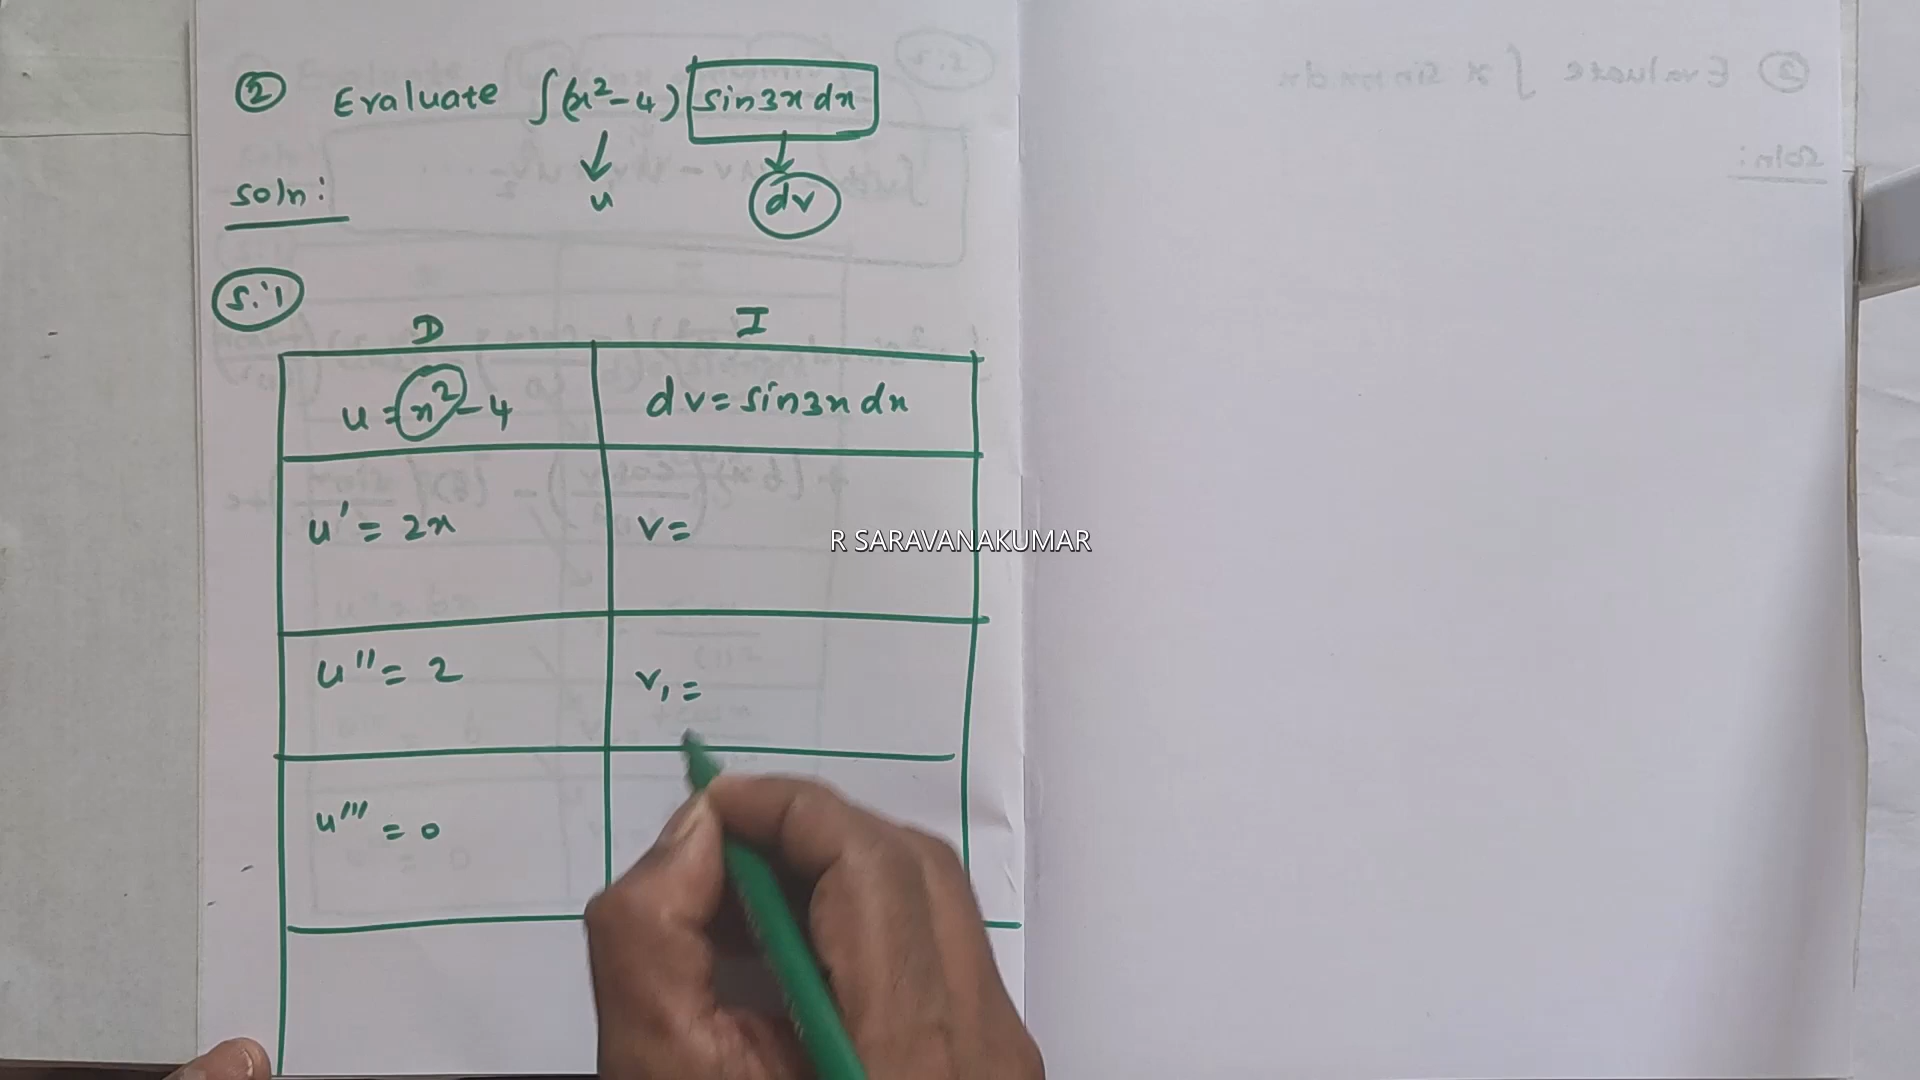 ② Evaluate ∫(x²-4) sin3x dx
u dv
soln:
S:1
D I
u = x²-4 dv = sin3x dx
u' = 2x v =
u'' = 2 v₁ =
u''' = 0
R SARAVANAKUMAR